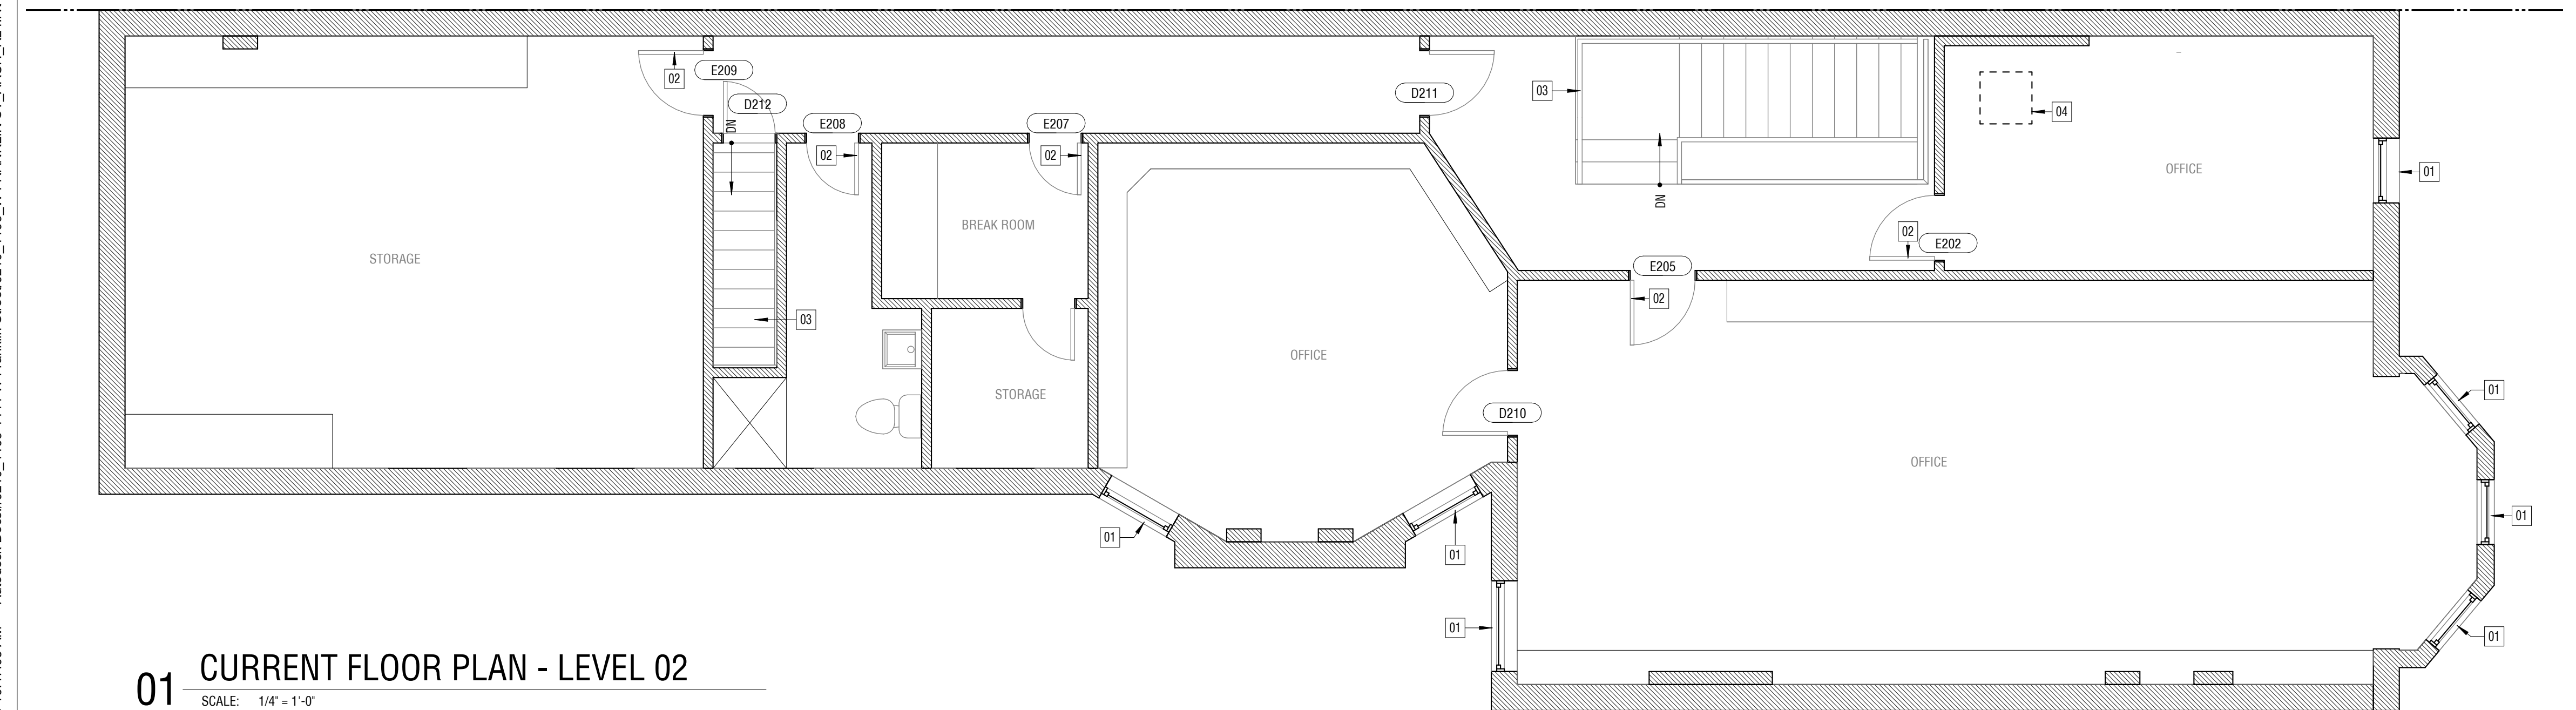 02
E209
D212
DN
E208
02
E207
02
D211
03
DN
04
OFFICE
01
02
E202
E205
02
BREAK ROOM
STORAGE
03
OFFICE
STORAGE
D210
OFFICE
01
01
01
01
01
01
01 CURRENT FLOOR PLAN - LEVEL 02
SCALE: 1/4" = 1'-0"